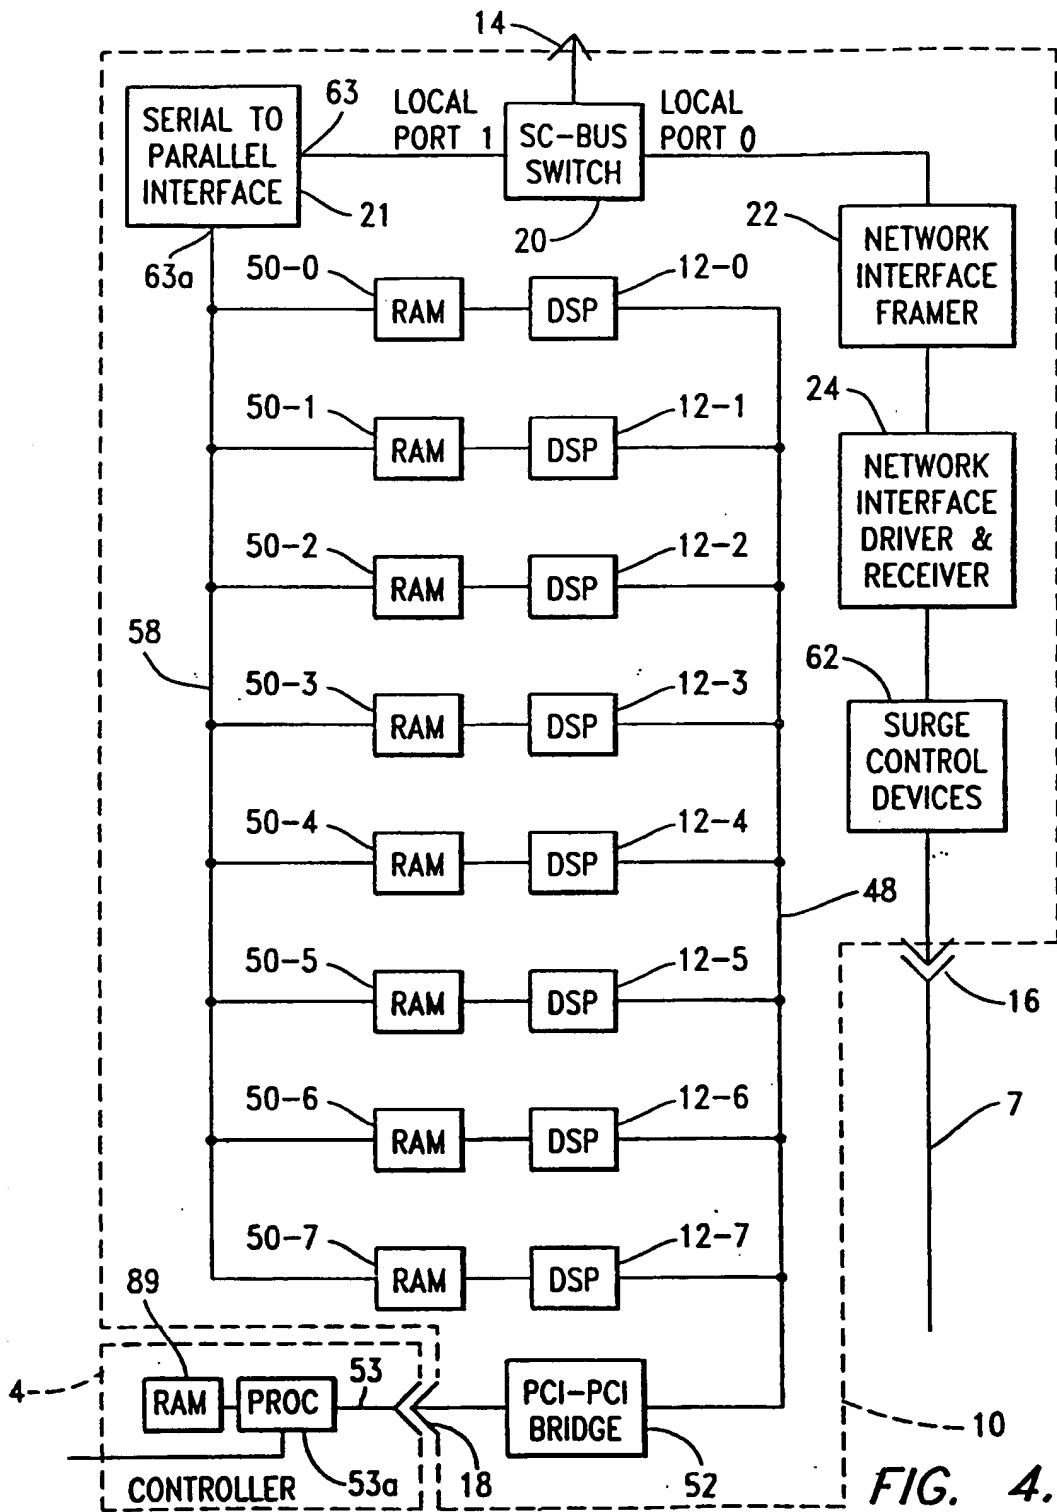 14
63
LOCAL
PORT 1
LOCAL
PORT 0
SERIAL TO
PARALLEL
INTERFACE
SC-BUS
SWITCH
21
20
22
63a
NETWORK
INTERFACE
FRAMER
50-0
12-0
RAM
DSP
50-1
12-1
24
RAM
DSP
NETWORK
INTERFACE
DRIVER &
RECEIVER
50-2
12-2
RAM
DSP
58
50-3
12-3
62
RAM
DSP
SURGE
CONTROL
DEVICES
50-4
12-4
RAM
DSP
48
50-5
12-5
RAM
DSP
16
50-6
12-6
7
RAM
DSP
50-7
12-7
RAM
DSP
89
4
RAM
PROC
53
PCI-PCI
BRIDGE
10
CONTROLLER
53a
18
52
FIG. 4.